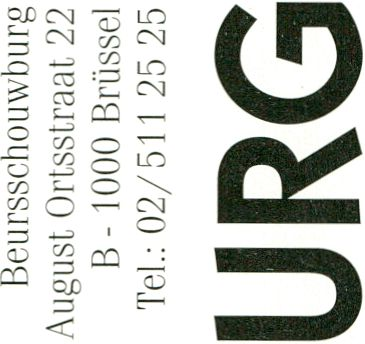 Beursschouwburg
August Ortsstraat 22
B - 1000 Brüssel
Tel.: 02/511 25 25
URG